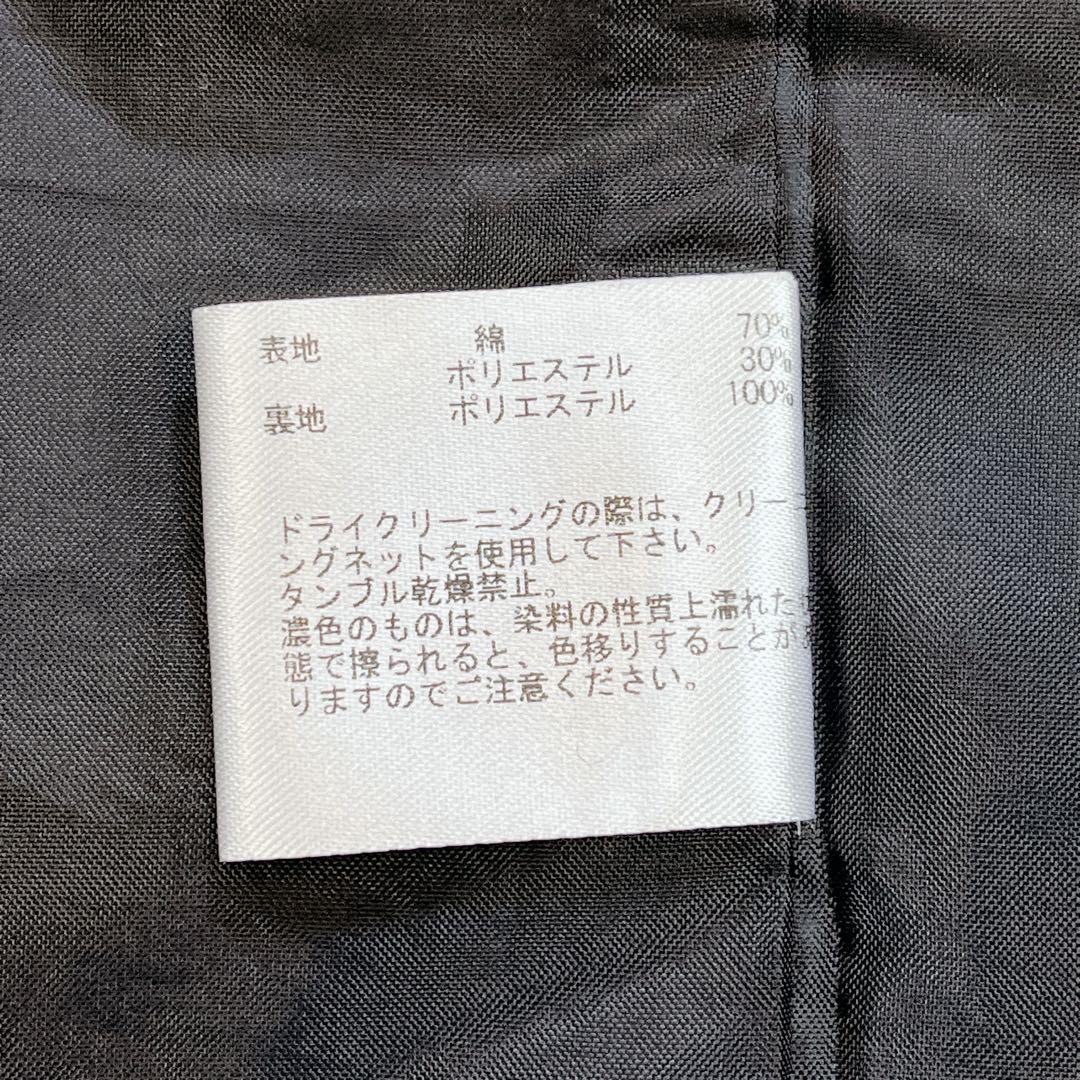 表地 綿 70%
ポリエステル 30%
裏地 ポリエステル 100%
ドライクリーニングの際は、クリー
ングネットを使用して下さい。
タンブル乾燥禁止。
濃色のものは、染料の性質上濡れた
態で擦られると、色移りすることが
りますのでご注意ください。